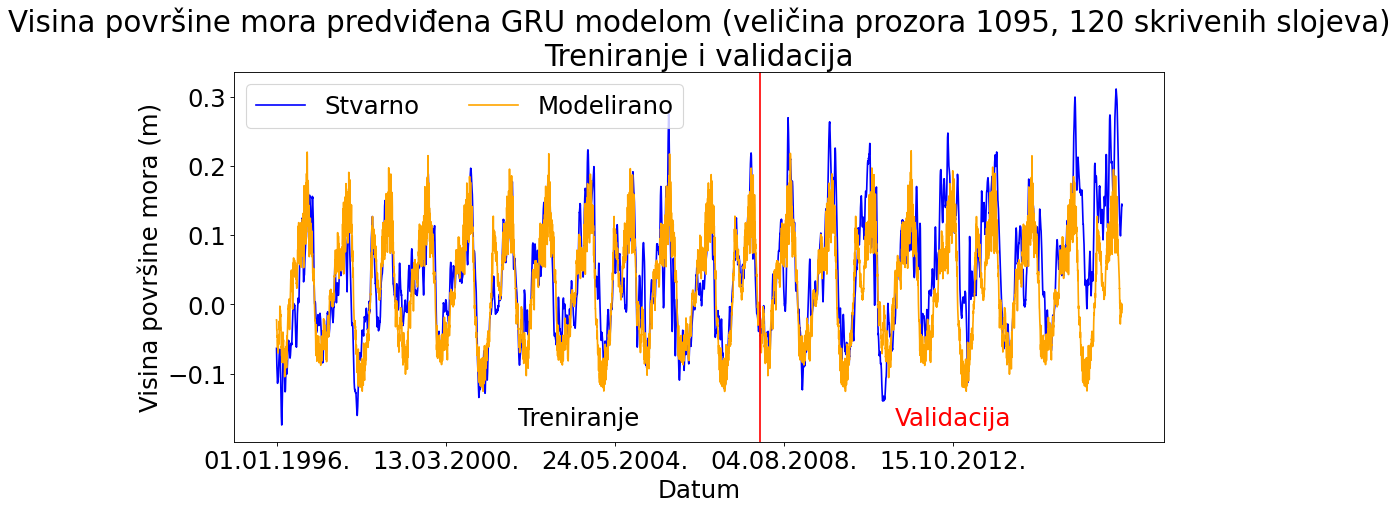 Visina površine mora predviđena GRU modelom (veličina prozora 1095, 120 skrivenih slojeva)
Treniranje i validacija
Stvarno
Modelirano
Visina površine mora (m)
0.3
0.2
0.1
0.0
−0.1
Treniranje
Validacija
01.01.1996.
13.03.2000.
24.05.2004.
04.08.2008.
15.10.2012.
Datum